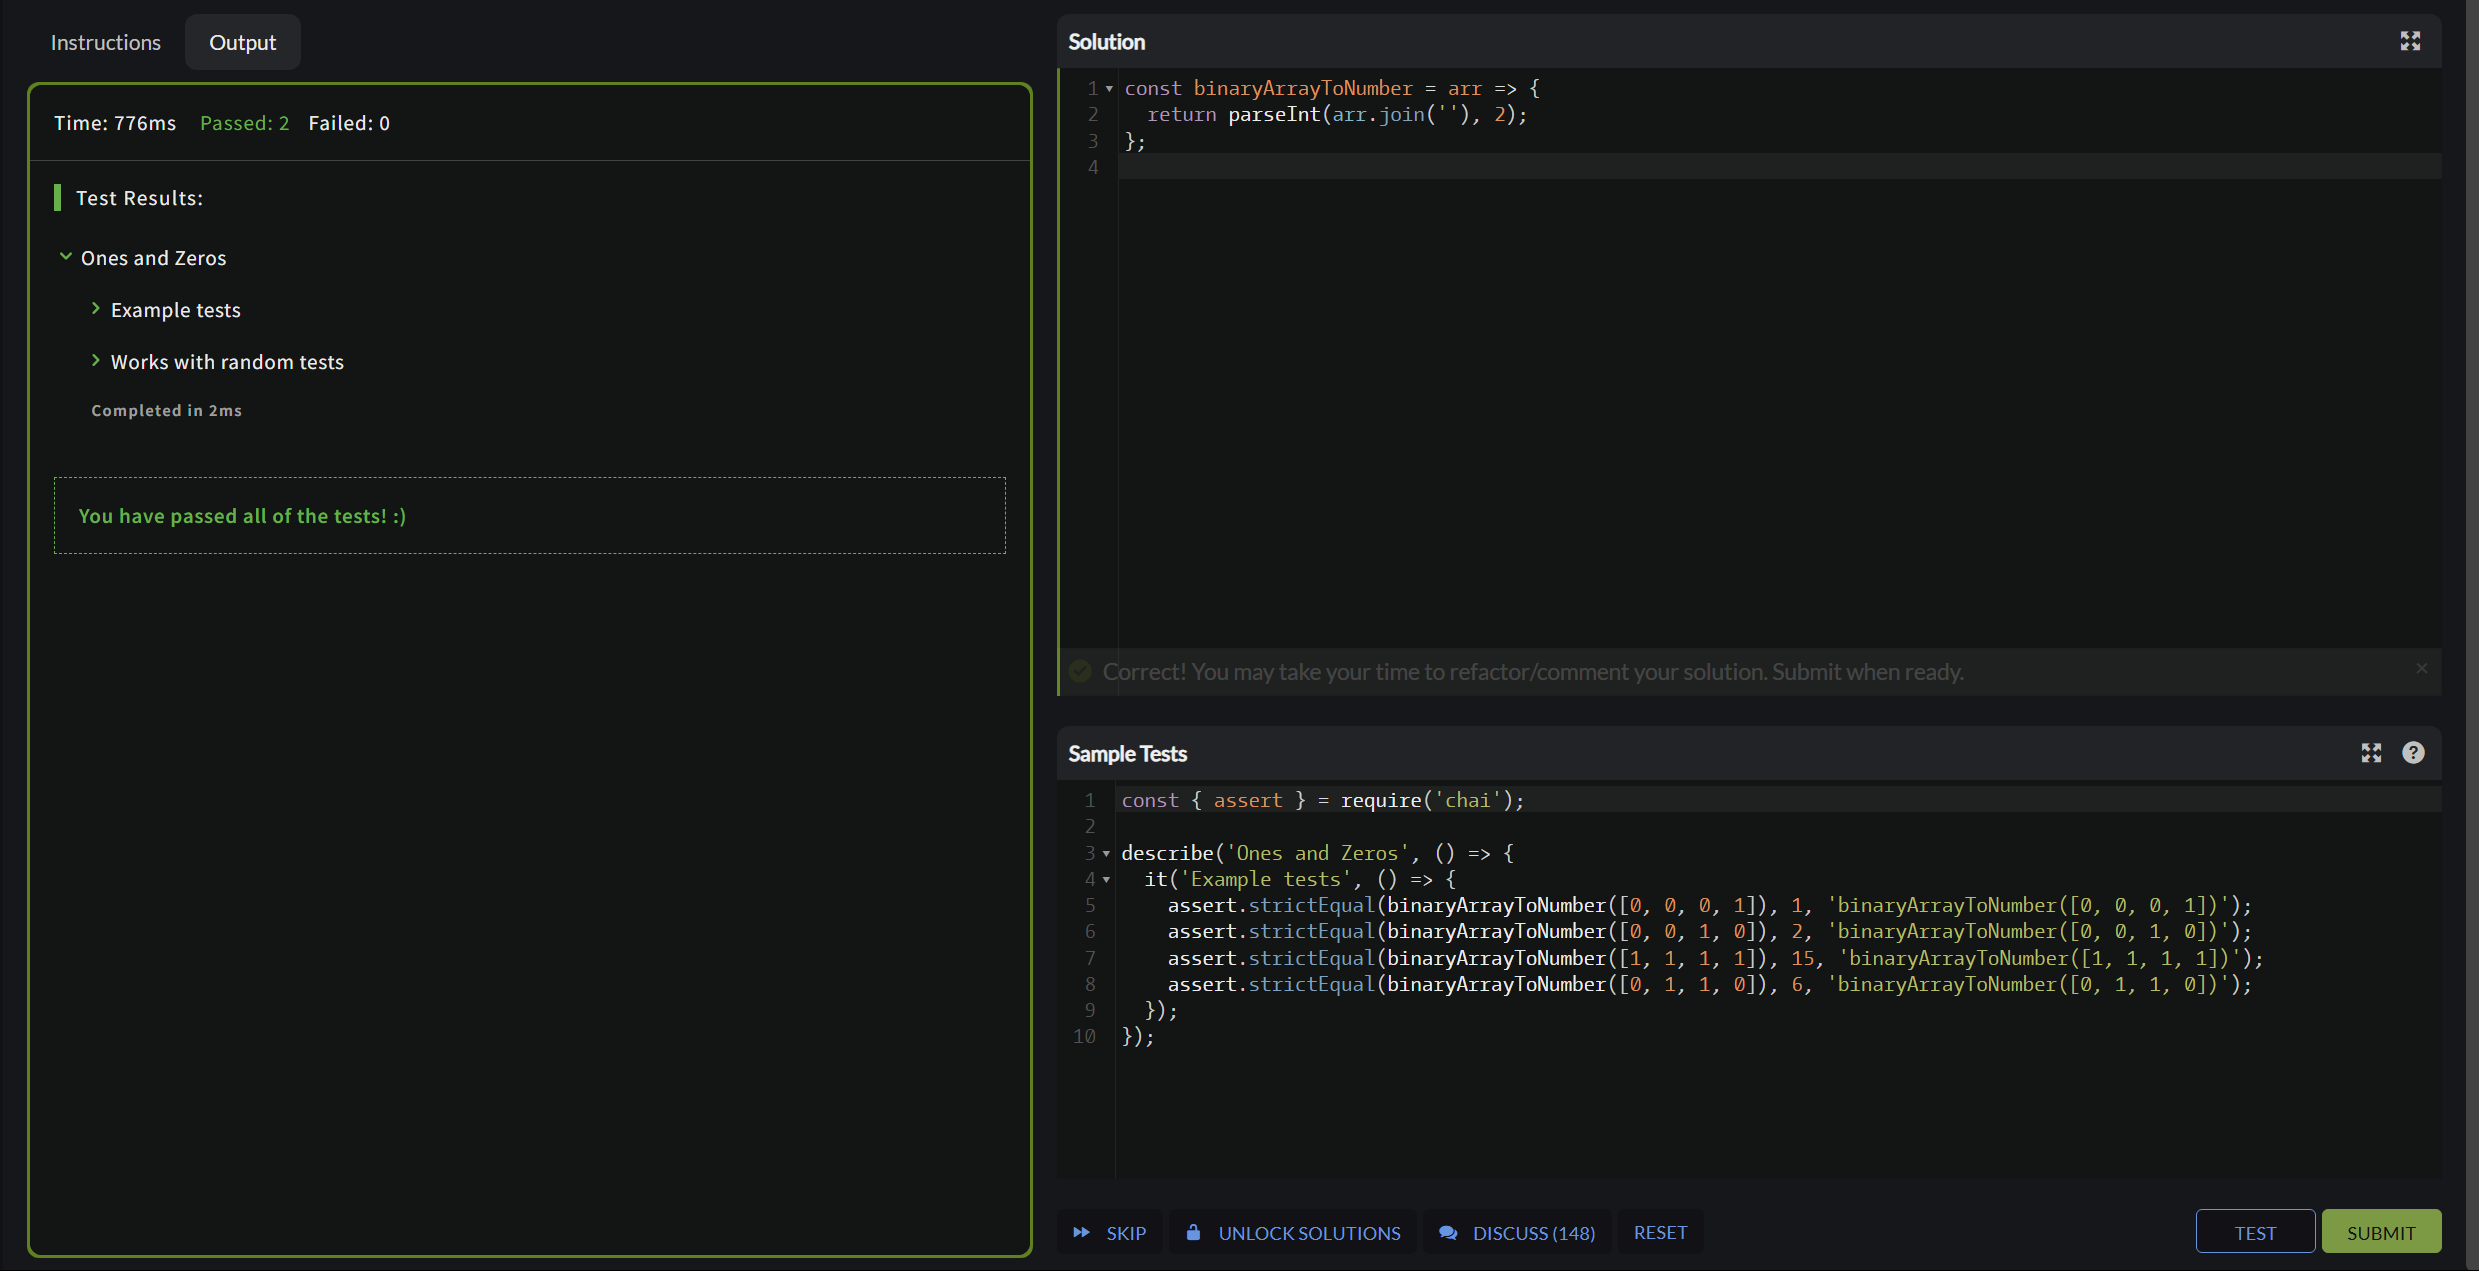 Instructions
Output
Time: 776ms Passed: 2 Failed: 0
Test Results:
Ones and Zeros
Example tests
Works with random tests
Completed in 2ms
You have passed all of the tests! :)
Solution
1 const binaryArrayToNumber = arr => {
2 return parseInt(arr.join(''), 2);
3 };
4
Correct! You may take your time to refactor/comment your solution. Submit when ready.
Sample Tests
1 const { assert } = require('chai');
2
3 describe('Ones and Zeros', () => {
4 it('Example tests', () => {
5 assert.strictEqual(binaryArrayToNumber([0, 0, 0, 1]), 1, 'binaryArrayToNumber([0, 0, 0, 1])');
6 assert.strictEqual(binaryArrayToNumber([0, 0, 1, 0]), 2, 'binaryArrayToNumber([0, 0, 1, 0])');
7 assert.strictEqual(binaryArrayToNumber([1, 1, 1, 1]), 15, 'binaryArrayToNumber([1, 1, 1, 1])');
8 assert.strictEqual(binaryArrayToNumber([0, 1, 1, 0]), 6, 'binaryArrayToNumber([0, 1, 1, 0])');
9 });
10 });
SKIP
UNLOCK SOLUTIONS
DISCUSS (148)
RESET
TEST
SUBMIT